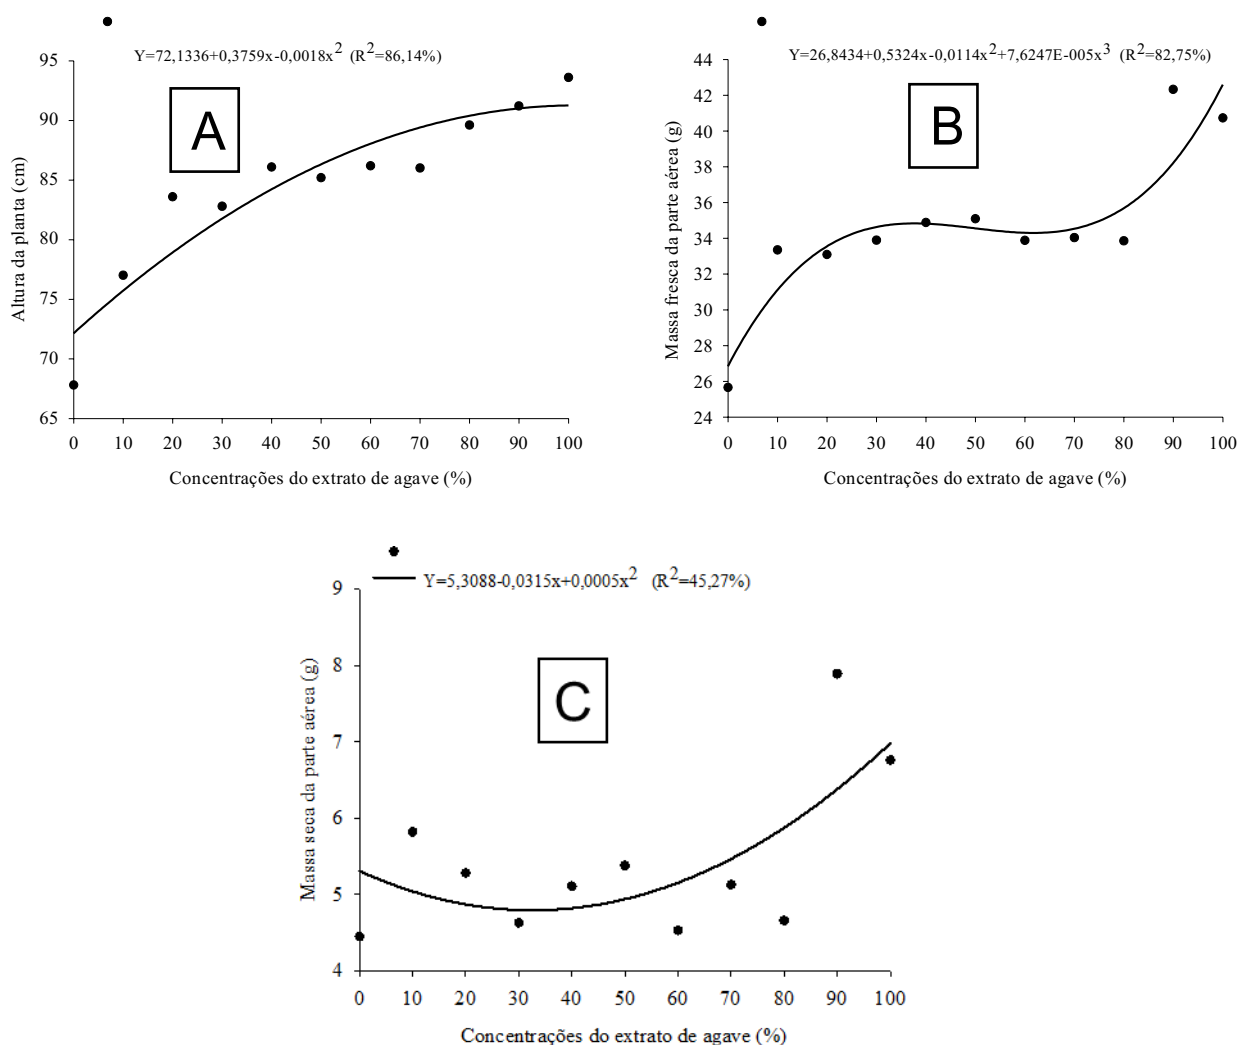 Y=72,1336+0,3759x-0,0018x² (R²=86,14%)
A
Altura da planta (cm)
95
90
85
80
75
70
65
0 10 20 30 40 50 60 70 80 90 100
Concentrações do extrato de agave (%)
Y=26,8434+0,5324x-0,0114x²+7,6247E-005x³ (R²=82,75%)
B
Massa fresca da parte aérea (g)
44
42
40
38
36
34
32
30
28
26
24
0 10 20 30 40 50 60 70 80 90 100
Concentrações do extrato de agave (%)
Y=5,3088-0,0315x+0,0005x² (R²=45,27%)
C
Massa seca da parte aérea (g)
9
8
7
6
5
4
0 10 20 30 40 50 60 70 80 90 100
Concentrações do extrato de agave (%)